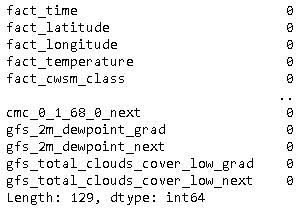 fact_time 0
fact_latitude 0
fact_longitude 0
fact_temperature 0
fact_cwsm_class 0
..
cmc_0_1_68_0_next 0
gfs_2m_dewpoint_grad 0
gfs_2m_dewpoint_next 0
gfs_total_clouds_cover_low_grad 0
gfs_total_clouds_cover_low_next 0
Length: 129, dtype: int64